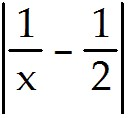 |1/x - 1/2|